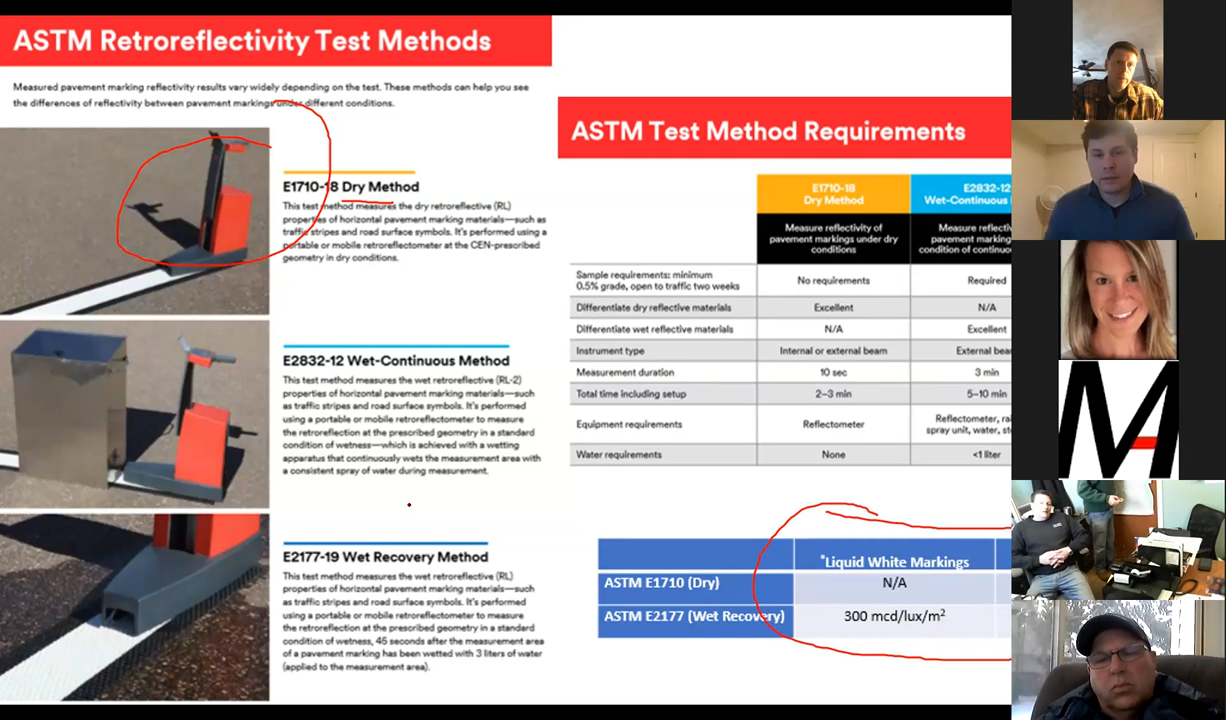 ASTM Retroreflectivity Test Methods
Measured pavement marking reflectivity results vary widely depending on the test. These methods can help you see
the differences of reflectivity between pavement markings under different conditions.
E1710-18 Dry Method
This test method measures the dry retroreflective (RL)
properties of horizontal pavement marking materials—such as
traffic stripes and road surface symbols. It's performed using a
portable or mobile retroreflectometer at the CEN-prescribed
geometry in dry conditions.
E2832-12 Wet-Continuous Method
This test method measures the wet retroreflective (RL-2)
properties of horizontal pavement marking materials—such
as traffic stripes and road surface symbols. It's performed
using a portable or mobile retroreflectometer to measure
the retroreflection at the prescribed geometry in a standard
condition of wetness—which is achieved with a wetting
apparatus that continuously wets the measurement area with
a consistent spray of water during measurement.
E2177-19 Wet Recovery Method
This test method measures the wet retroreflective (RL)
properties of horizontal pavement marking materials—such
as traffic stripes and road surface symbols. It's performed
using a portable or mobile retroreflectometer to measure
the retroreflection at the prescribed geometry in a standard
condition of wetness, 45 seconds after the measurement area
of a pavement marking has been wetted with 3 liters of water
(applied to the measurement area).
ASTM Test Method Requirements
E1710-18 E2832-12
Dry Method Wet-Continuous
Measure reflectivity of Measure reflecti
pavement markings under dry pavement marking
conditions condition of continuo
Sample requirements: minimum
0.5% grade, open to traffic two weeks No requirements Required
Differentiate dry reflective materials Excellent N/A
Differentiate wet reflective materials N/A Excellent
Instrument type Internal or external beam External bea
Measurement duration 10 sec 3 min
Total time including setup 2–3 min 5–10 min
Equipment requirements Reflectometer Reflectometer, rai
spray unit, water, st
Water requirements None <1 liter
*Liquid White Markings
ASTM E1710 (Dry) N/A
ASTM E2177 (Wet Recovery) 300 mcd/lux/m²
M